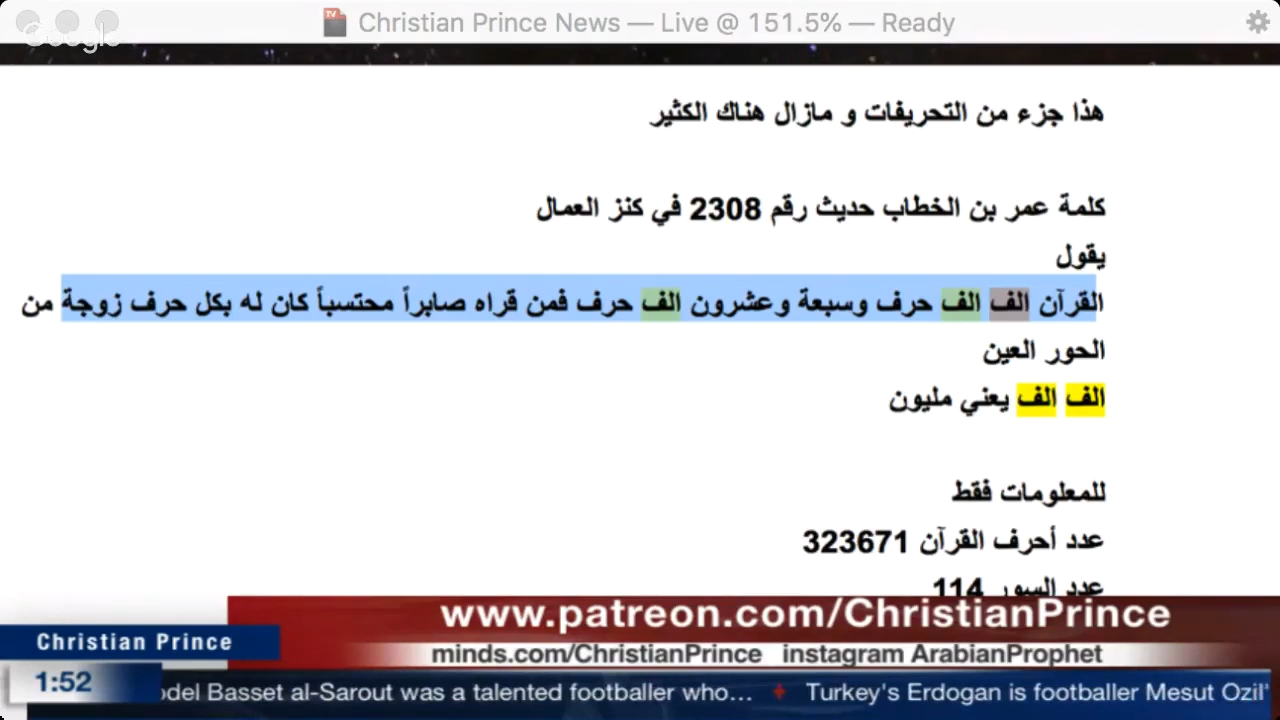 Christian Prince News — Live @ 151.5% — Ready
Google
هذا جزء من التحريفات و مازال هناك الكثير
كلمة عمر بن الخطاب حديث رقم 2308 في كنز العمال
يقول
القرآن الف الف حرف وسبعة وعشرون الف حرف فمن قراه صابراً محتسباً كان له بكل حرف زوجة من
الحور العين
الف الف يعني مليون
للمعلومات فقط
عدد أحرف القرآن 323671
عدد السور 114
www.patreon.com/ChristianPrince
Christian Prince
minds.com/ChristianPrince instagram ArabianProphet
1:52
odel Basset al-Sarout was a talented footballer who... Turkey's Erdogan is footballer Mesut Ozil'